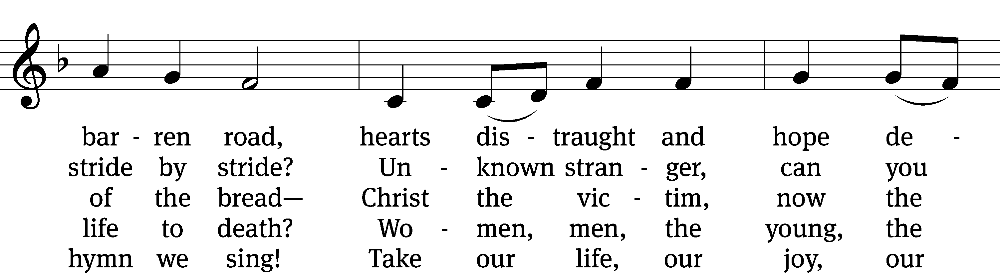 bar - ren road, hearts dis - traught and hope de -
stride by stride? Un - known stran - ger, can you
of the bread— Christ the vic - tim, now the
life to death? Wo - men, men, the young, the
hymn we sing! Take our life, our joy, our